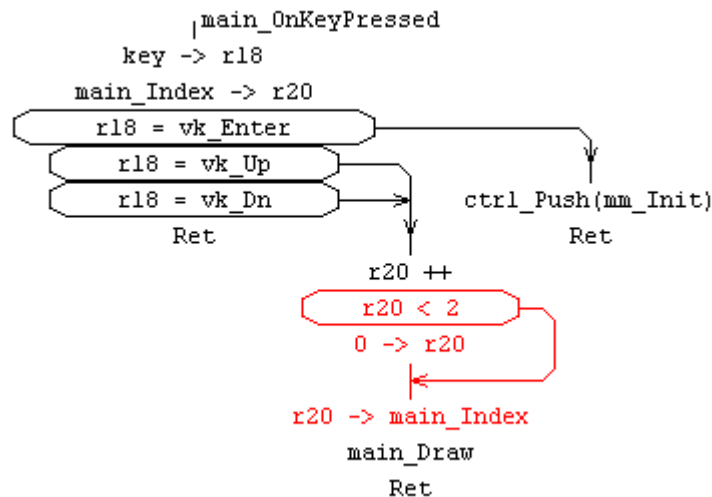 main_OnKeyPressed
key -> r18
main_Index -> r20
r18 = vk_Enter
r18 = vk_Up
r18 = vk_Dn
Ret
ctrl_Push(mm_Init)
Ret
r20 ++
r20 < 2
0 -> r20
r20 -> main_Index
main_Draw
Ret